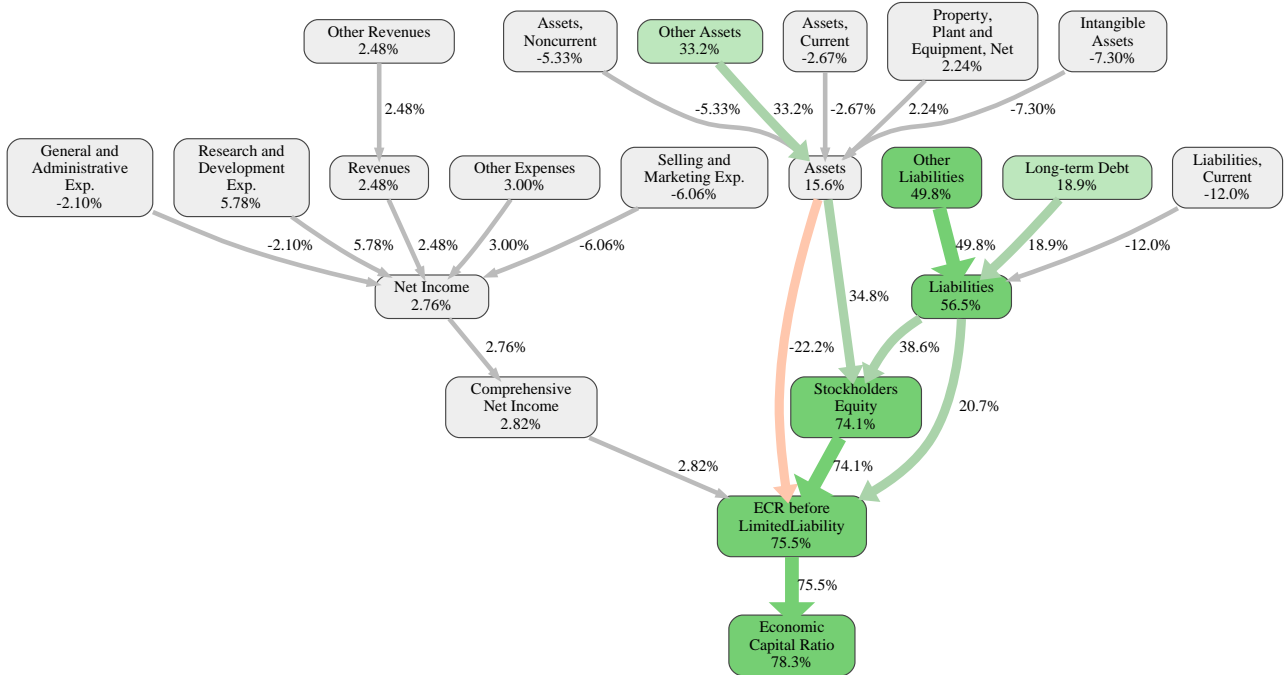 Other Revenues
2.48%
Assets,
Noncurrent
-5.33%
Other Assets
33.2%
Assets,
Current
-2.67%
Property,
Plant and
Equipment, Net
2.24%
Intangible
Assets
-7.30%
2.48%
-5.33%
33.2%
-2.67%
2.24%
-7.30%
General and
Administrative
Exp.
-2.10%
Research and
Development
Exp.
5.78%
Revenues
2.48%
Other Expenses
3.00%
Selling and
Marketing Exp.
-6.06%
Assets
15.6%
Other
Liabilities
49.8%
Long-term Debt
18.9%
Liabilities,
Current
-12.0%
-2.10%
5.78%
2.48%
3.00%
-6.06%
49.8%
18.9%
-12.0%
Net Income
2.76%
34.8%
Liabilities
56.5%
2.76%
-22.2%
38.6%
Comprehensive
Net Income
2.82%
Stockholders
Equity
74.1%
20.7%
2.82%
74.1%
ECR before
LimitedLiability
75.5%
75.5%
Economic
Capital Ratio
78.3%